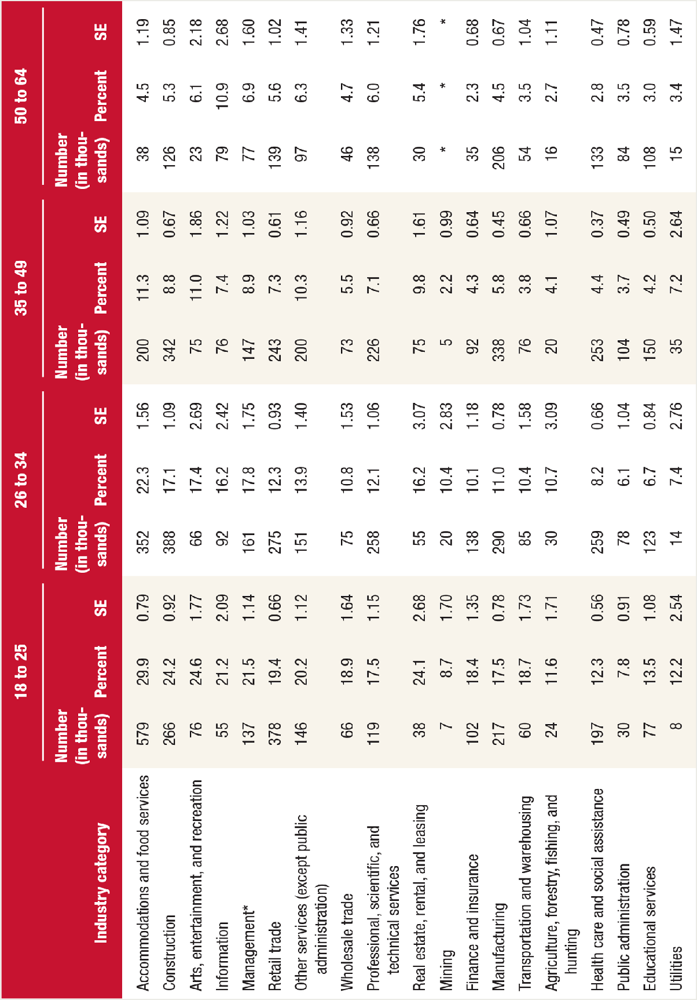 18 to 25 26 to 34 35 to 49 50 to 64
Industry category Number (in thou-sands) Percent SE Number (in thou-sands) Percent SE Number (in thou-sands) Percent SE Number (in thou-sands) Percent SE
Accommodations and food services 579 29.9 0.79 352 22.3 1.56 200 11.3 1.09 38 4.5 1.19
Construction 266 24.2 0.92 388 17.1 1.09 342 8.8 0.67 126 5.3 0.85
Arts, entertainment, and recreation 76 24.6 1.77 66 17.4 2.69 75 11.0 1.86 23 6.1 2.18
Information 55 21.2 2.09 92 16.2 2.42 76 7.4 1.22 79 10.9 2.68
Management* 137 21.5 1.14 161 17.8 1.75 147 8.9 1.03 77 6.9 1.60
Retail trade 378 19.4 0.66 275 12.3 0.93 243 7.3 0.61 139 5.6 1.02
Other services (except public 146 20.2 1.12 151 13.9 1.40 200 10.3 1.16 97 6.3 1.41
administration)
Wholesale trade 66 18.9 1.64 75 10.8 1.53 73 5.5 0.92 46 4.7 1.33
Professional, scientific, and 119 17.5 1.15 258 12.1 1.06 226 7.1 0.66 138 6.0 1.21
technical services
Real estate, rental, and leasing 38 24.1 2.68 55 16.2 3.07 75 9.8 1.61 30 5.4 1.76
Mining 7 8.7 1.70 20 10.4 2.83 5 2.2 0.99 * * *
Finance and insurance 102 18.4 1.35 138 10.1 1.18 92 4.3 0.64 35 2.3 0.68
Manufacturing 217 17.5 0.78 290 11.0 0.78 338 5.8 0.45 206 4.5 0.67
Transportation and warehousing 60 18.7 1.73 85 10.4 1.58 76 3.8 0.66 54 3.5 1.04
Agriculture, forestry, fishing, and 24 11.6 1.71 30 10.7 3.09 20 4.1 1.07 16 2.7 1.11
hunting
Health care and social assistance 197 12.3 0.56 259 8.2 0.66 253 4.4 0.37 133 2.8 0.47
Public administration 30 7.8 0.91 78 6.1 1.04 104 3.7 0.49 84 3.5 0.78
Educational services 77 13.5 1.08 123 6.7 0.84 150 4.2 0.50 108 3.0 0.59
Utilities 8 12.2 2.54 14 7.4 2.76 35 7.2 2.64 15 3.4 1.47